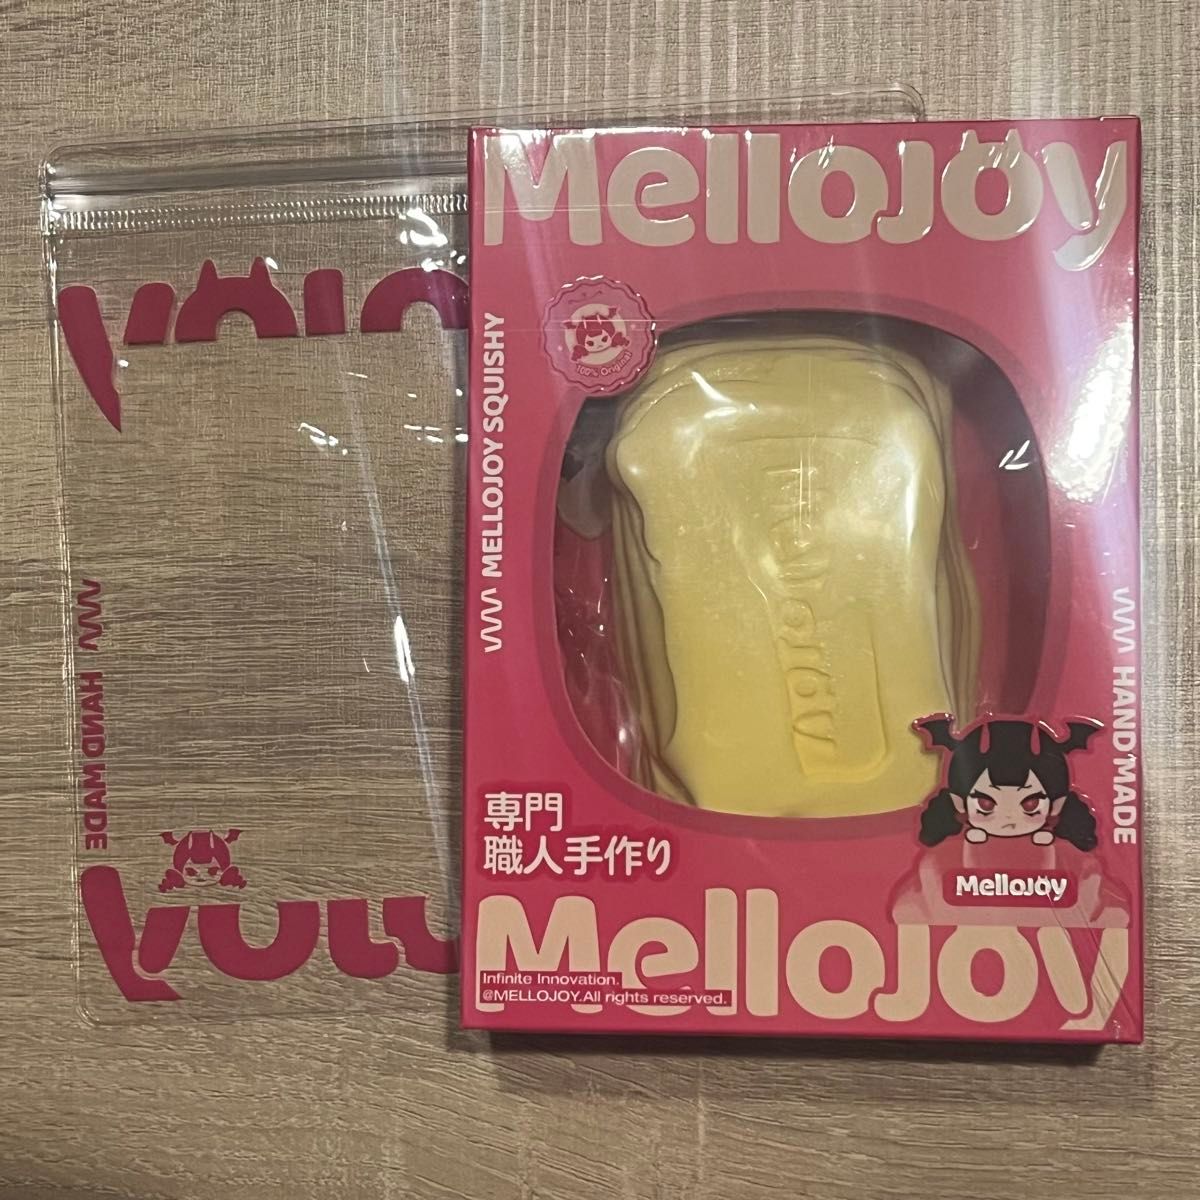 Mellojoy
100% Original
MELLOJOY SQUISHY
HAND MADE
専門
職人手作り
Mellojoy
Mellojoy
Infinite Innovation.
@MELLOJOY.All rights reserved.
HAND MADE